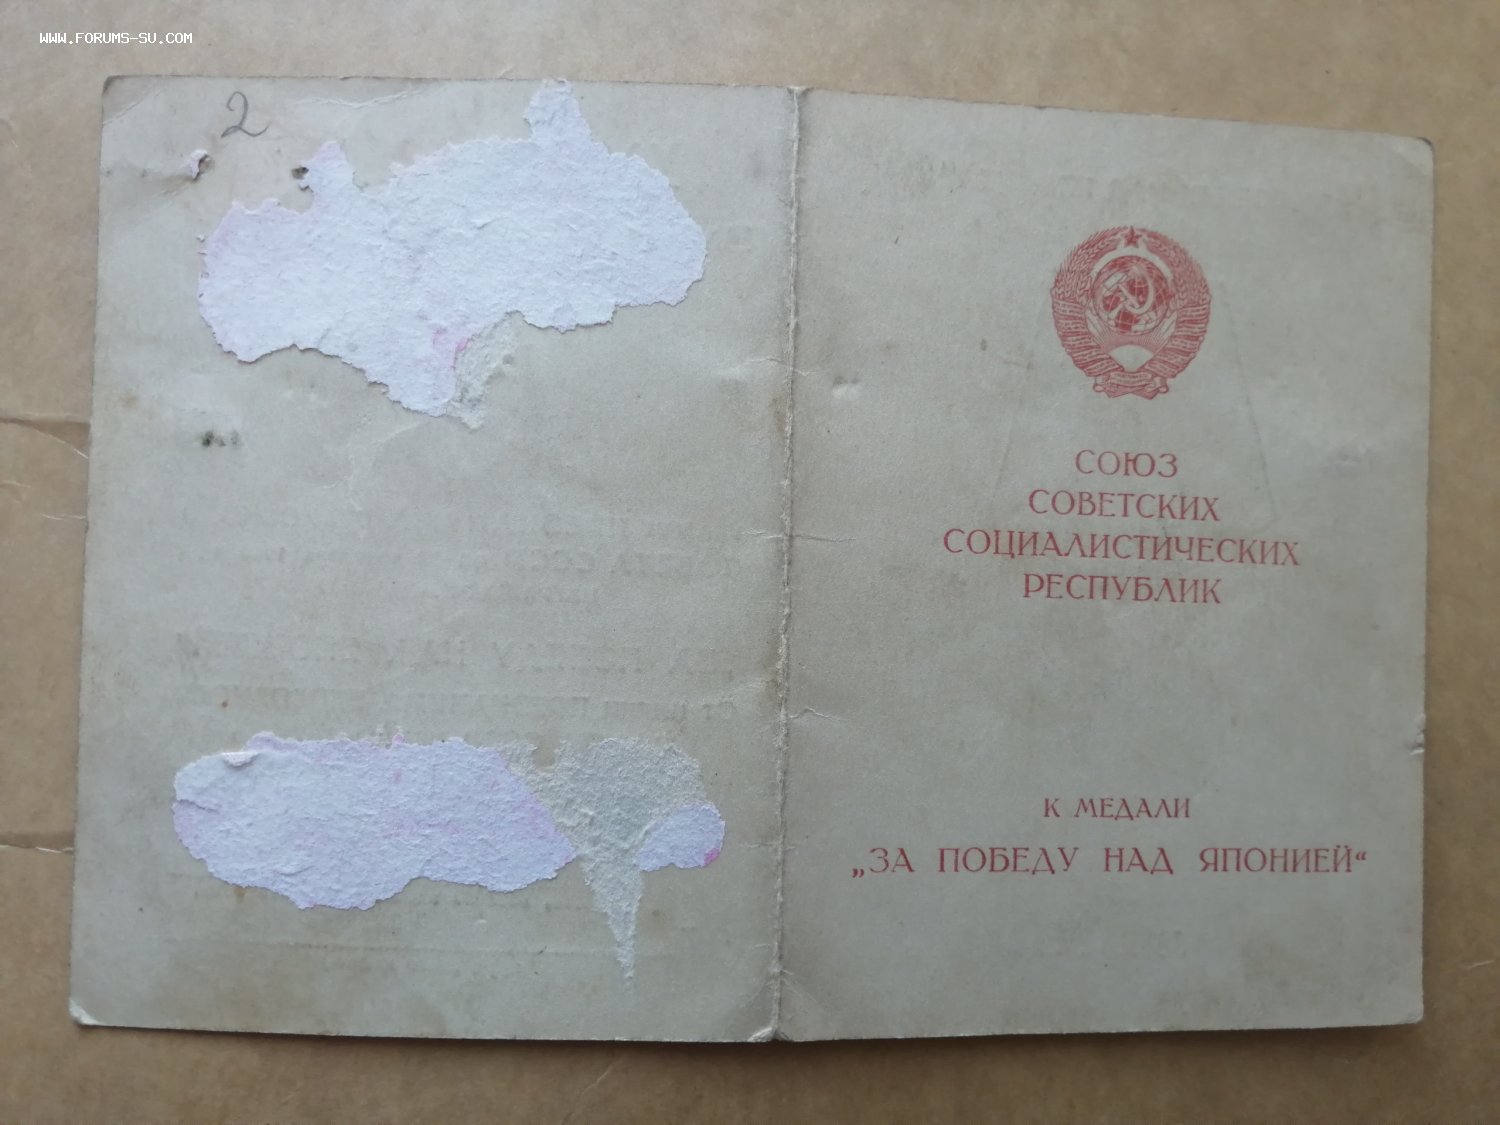 WWW.FORUMS-SU.COM
2
СОЮЗ
СОВЕТСКИХ
СОЦИАЛИСТИЧЕСКИХ
РЕСПУБЛИК
К МЕДАЛИ
„ЗА ПОБЕДУ НАД ЯПОНИЕЙ“